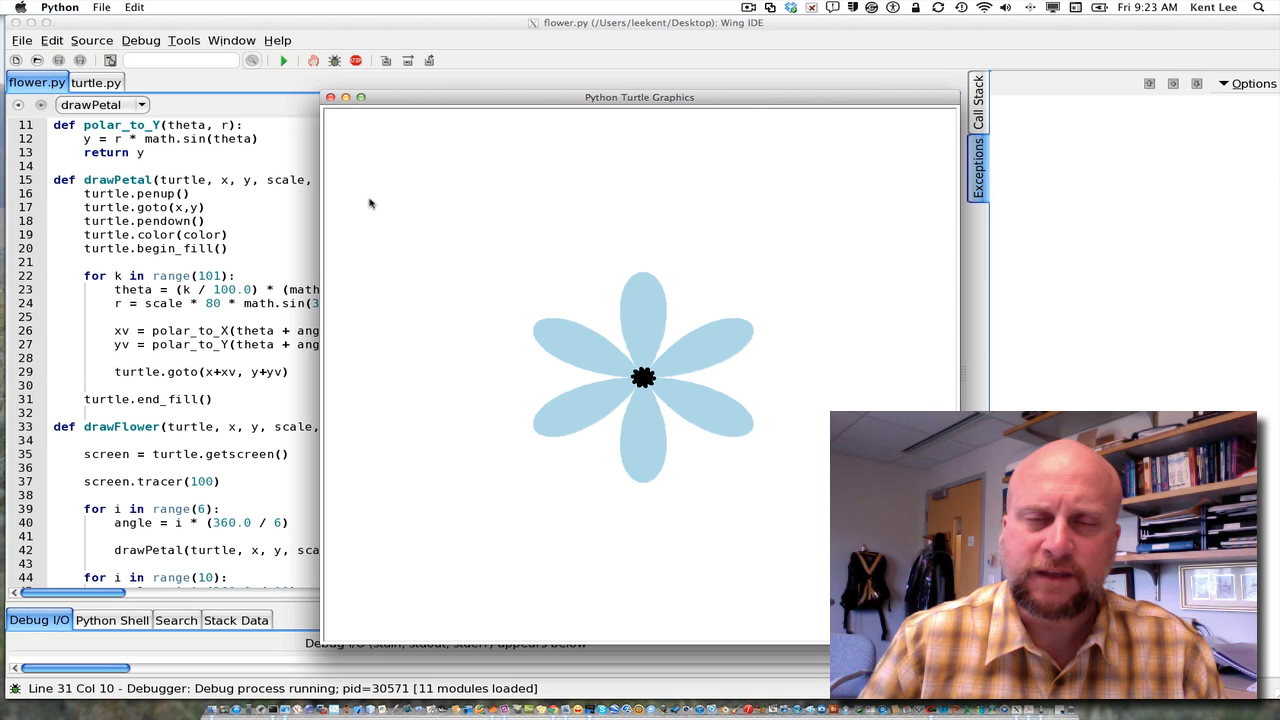 Python File Edit Fri 9:23 AM Kent Lee
flower.py (/Users/leekent/Desktop): Wing IDE
File Edit Source Debug Tools Window Help
flower.py turtle.py
drawPetal
Options
Python Turtle Graphics
Call Stack
Exceptions
11 def polar_to_Y(theta, r):
12 y = r * math.sin(theta)
13 return y
14
15 def drawPetal(turtle, x, y, scale,
16 turtle.penup()
17 turtle.goto(x,y)
18 turtle.pendown()
19 turtle.color(color)
20 turtle.begin_fill()
21
22 for k in range(101):
23 theta = (k / 100.0) * (math
24 r = scale * 80 * math.sin(3
25
26 xv = polar_to_X(theta + ang
27 yv = polar_to_Y(theta + ang
28
29 turtle.goto(x+xv, y+yv)
30
31 turtle.end_fill()
32
33 def drawFlower(turtle, x, y, scale,
34
35 screen = turtle.getscreen()
36
37 screen.tracer(100)
38
39 for i in range(6):
40 angle = i * (360.0 / 6)
41
42 drawPetal(turtle, x, y, sca
43
44 for i in range(10):
Debug I/O Python Shell Search Stack Data
Debug I/O (stdin, stdout, stderr) appears below
Line 31 Col 10 - Debugger: Debug process running; pid=30571 [11 modules loaded]